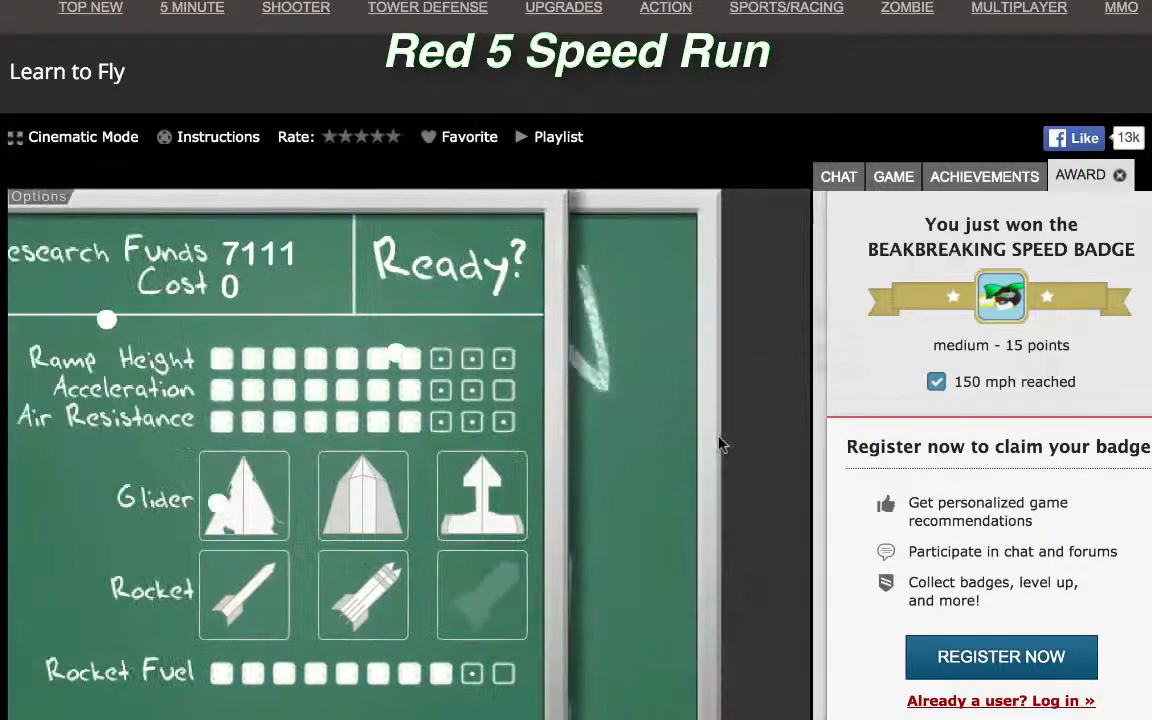 TOP NEW 5 MINUTE SHOOTER TOWER DEFENSE UPGRADES ACTION SPORTS/RACING ZOMBIE MULTIPLAYER MMO
Red 5 Speed Run
Learn to Fly
Cinematic Mode Instructions Rate: Favorite Playlist
Like 13k
CHAT GAME ACHIEVEMENTS AWARD
Options
esearch Funds 7111
Cost 0
Ready?
Ramp Height
Acceleration
Air Resistance
Glider
Rocket
Rocket Fuel
You just won the
BEAKBREAKING SPEED BADGE
medium - 15 points
150 mph reached
Register now to claim your badge
Get personalized game
recommendations
Participate in chat and forums
Collect badges, level up,
and more!
REGISTER NOW
Already a user? Log in »